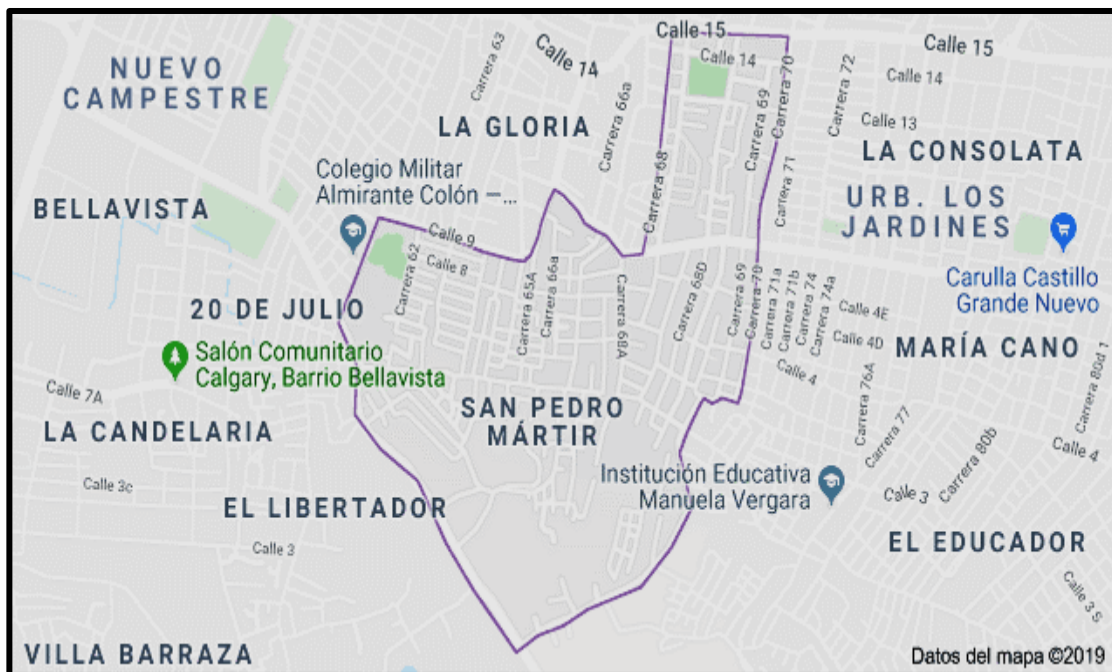 Calle 15
Calle 15
NUEVO
CAMPESTRE
Carrera 63
Calle 14
Calle 14
Calle 14
Carrera 66a
Carrera 68
Carrera 69
Carrera 70
Carrera 72
LA GLORIA
Calle 13
LA CONSOLATA
Colegio Militar
Almirante Colón —...
Carrera 71
URB. LOS
JARDINES
BELLAVISTA
Calle 9
Calle 8
Carrera 62
Carrera 65A
Carrera 66a
Carrera 68A
Carrera 68D
Carrera 69
Carrera 70
Carrera 71a
Carrera 71b
Carrera 74
Carrera 74a
Carulla Castillo
Grande Nuevo
20 DE JULIO
Calle 4E
Calle 4D
MARÍA CANO
Salón Comunitario
Calgary, Barrio Bellavista
Calle 4
Carrera 76A
Carrera 80d 1
Calle 7A
SAN PEDRO
MÁRTIR
LA CANDELARIA
Carrera 77
Carrera 80b
Calle 4
Institución Educativa
Manuela Vergara
Calle 3c
Calle 3
EL LIBERTADOR
Calle 3
EL EDUCADOR
Calle 3 S
VILLA BARRAZA
Datos del mapa ©2019